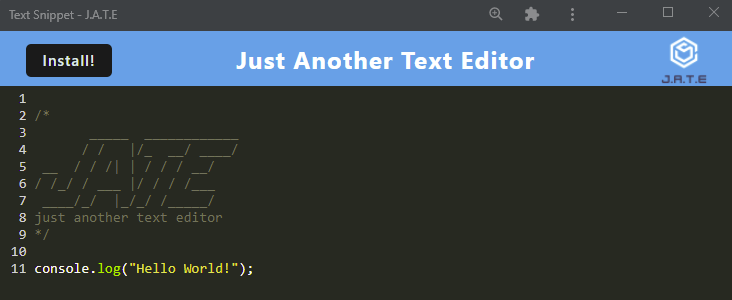 Text Snippet - J.A.T.E
Install!
Just Another Text Editor
J.A.T.E
1
2 /*
3        _____  ____________
4       / /   |/_  __/ ____/
5  __  / / /| | / / / __/
6 / /_/ / ___ |/ / / /___
7  ____/_/  |_/_/ /_____/
8 just another text editor
9 */
10
11 console.log("Hello World!");